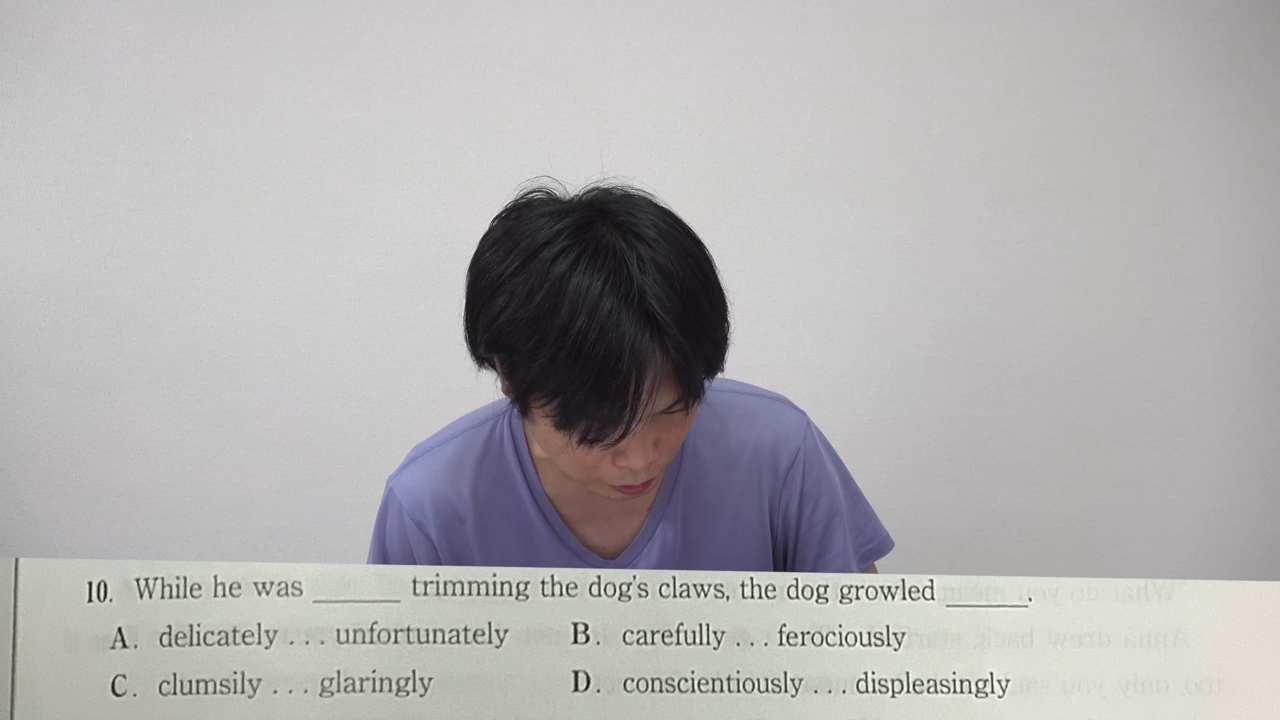 10. While he was ______ trimming the dog's claws, the dog growled ______.
A. delicately . . . unfortunately B. carefully . . . ferociously
C. clumsily . . . glaringly D. conscientiously . . . displeasingly